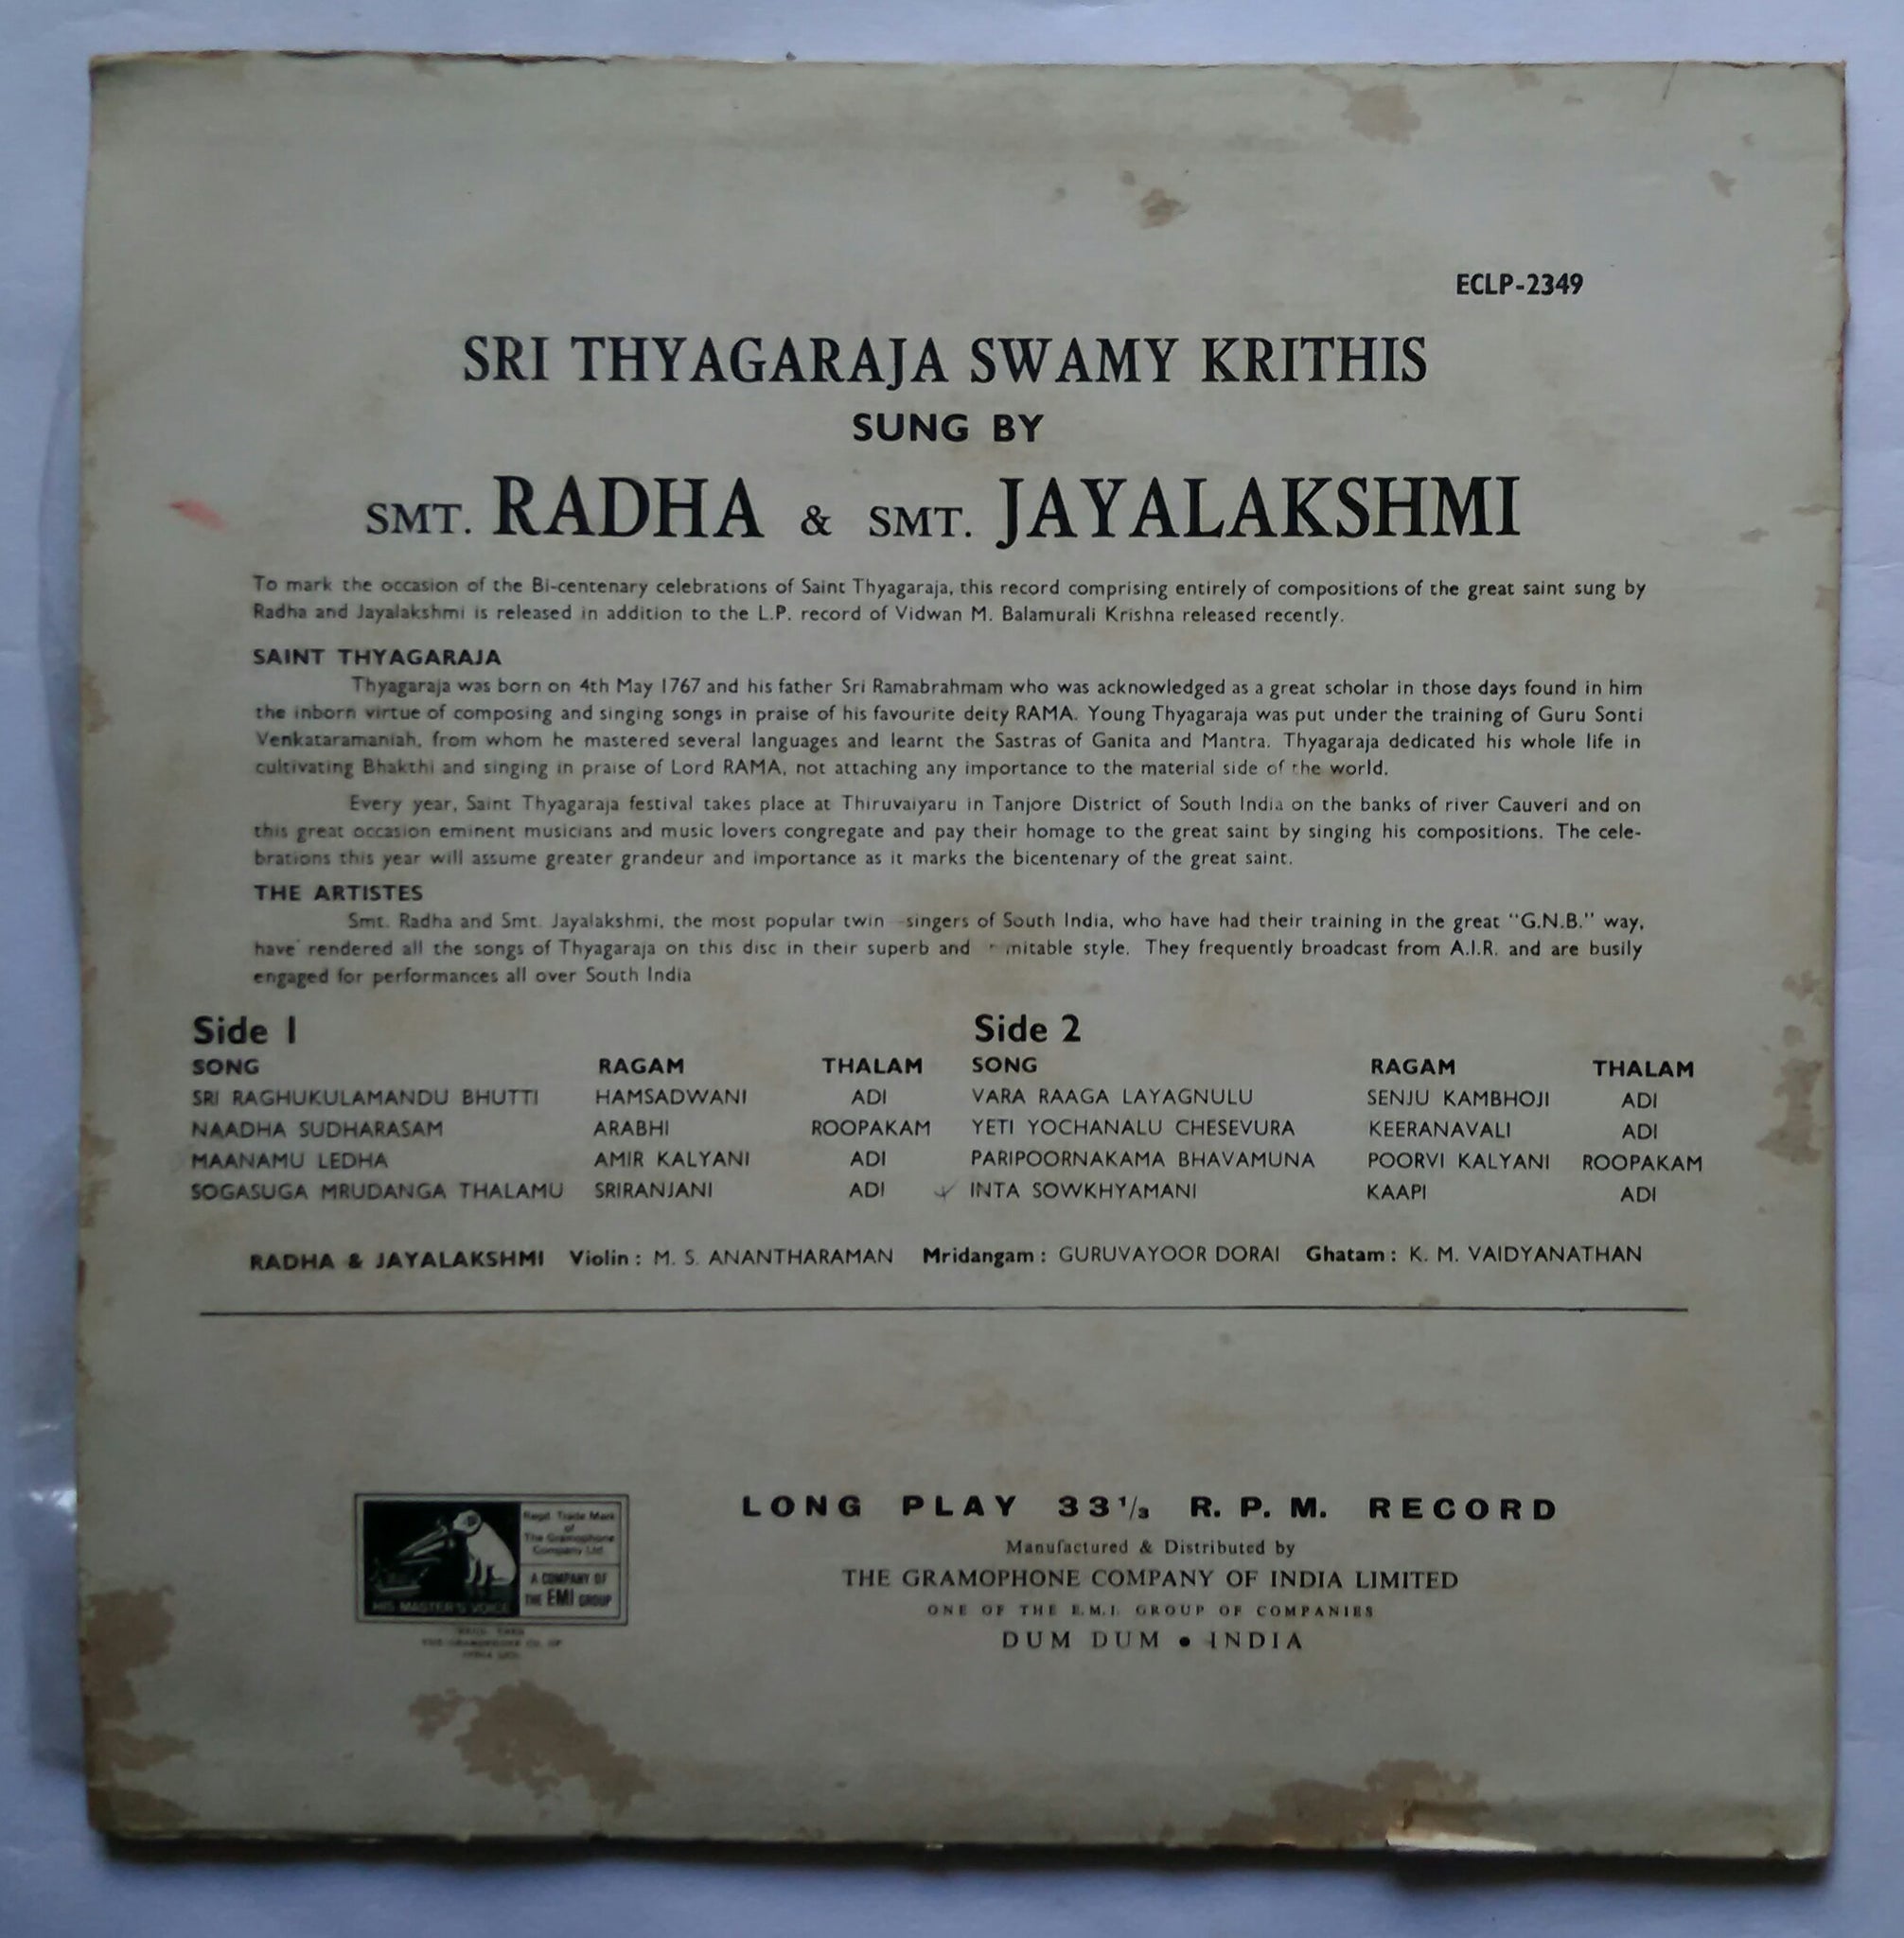 ECLP-2349
SRI THYAGARAJA SWAMY KRITHIS
SUNG BY
SMT. RADHA & SMT. JAYALAKSHMI
To mark the occasion of the Bi-centenary celebrations of Saint Thyagaraja, this record comprising entirely of compositions of the great saint sung by
Radha and Jayalakshmi is released in addition to the L.P. record of Vidwan M. Balamurali Krishna released recently.
SAINT THYAGARAJA
Thyagaraja was born on 4th May 1767 and his father Sri Ramabrahmam who was acknowledged as a great scholar in those days found in him
the inborn virtue of composing and singing songs in praise of his favourite deity RAMA. Young Thyagaraja was put under the training of Guru Sonti
Venkataramaniah, from whom he mastered several languages and learnt the Sastras of Ganita and Mantra. Thyagaraja dedicated his whole life in
cultivating Bhakthi and singing in praise of Lord RAMA, not attaching any importance to the material side of the world.
Every year, Saint Thyagaraja festival takes place at Thiruvaiyaru in Tanjore District of South India on the banks of river Cauveri and on
this great occasion eminent musicians and music lovers congregate and pay their homage to the great saint by singing his compositions. The cele-
brations this year will assume greater grandeur and importance as it marks the bicentenary of the great saint.
THE ARTISTES
Smt. Radha and Smt. Jayalakshmi, the most popular twin -singers of South India, who have had their training in the great "G.N.B." way,
have rendered all the songs of Thyagaraja on this disc in their superb and mitable style. They frequently broadcast from A.I.R. and are busily
engaged for performances all over South India
Side 1
SONG RAGAM THALAM
SRI RAGHUKULAMANDU BHUTTI HAMSADWANI ADI
NAADHA SUDHARASAM ARABHI ROOPAKAM
MAANAMU LEDHA AMIR KALYANI ADI
SOGASUGA MRUDANGA THALAMU SRIRANJANI ADI
Side 2
SONG RAGAM THALAM
VARA RAAGA LAYAGNULU SENJU KAMBHOJI ADI
YETI YOCHANALU CHESEVURA KEERANAVALI ADI
PARIPOORNAKAMA BHAVAMUNA POORVI KALYANI ROOPAKAM
INTA SOWKHYAMANI KAAPI ADI
RADHA & JAYALAKSHMI Violin : M. S. ANANTHARAMAN Mridangam : GURUVAYOOR DORAI Ghatam : K. M. VAIDYANATHAN
Regd. Trade Mark
of
The Gramophone
Company Ltd.
A COMPANY OF
THE EMI GROUP
HIS MASTER'S VOICE
LONG PLAY 33 1/3 R. P. M. RECORD
Manufactured & Distributed by
THE GRAMOPHONE COMPANY OF INDIA LIMITED
ONE OF THE E.M.I. GROUP OF COMPANIES
DUM DUM • INDIA